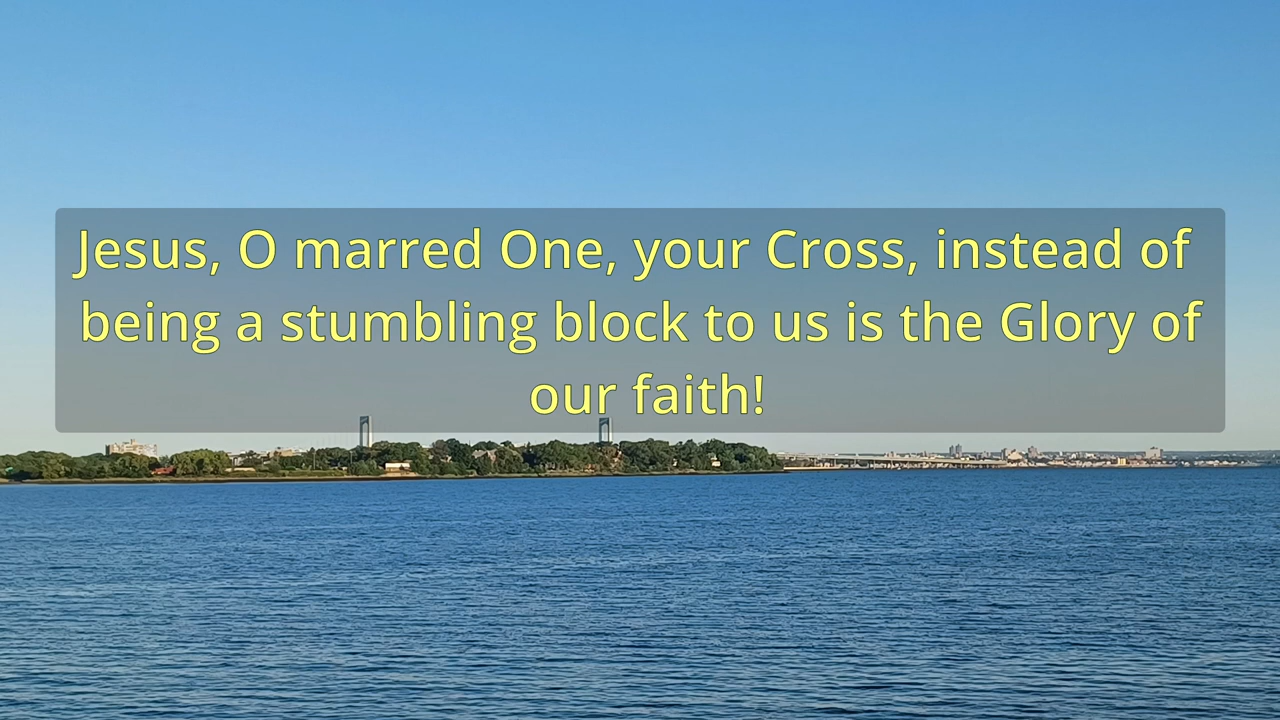 Jesus, O marred One, your Cross, instead of
being a stumbling block to us is the Glory of
our faith!